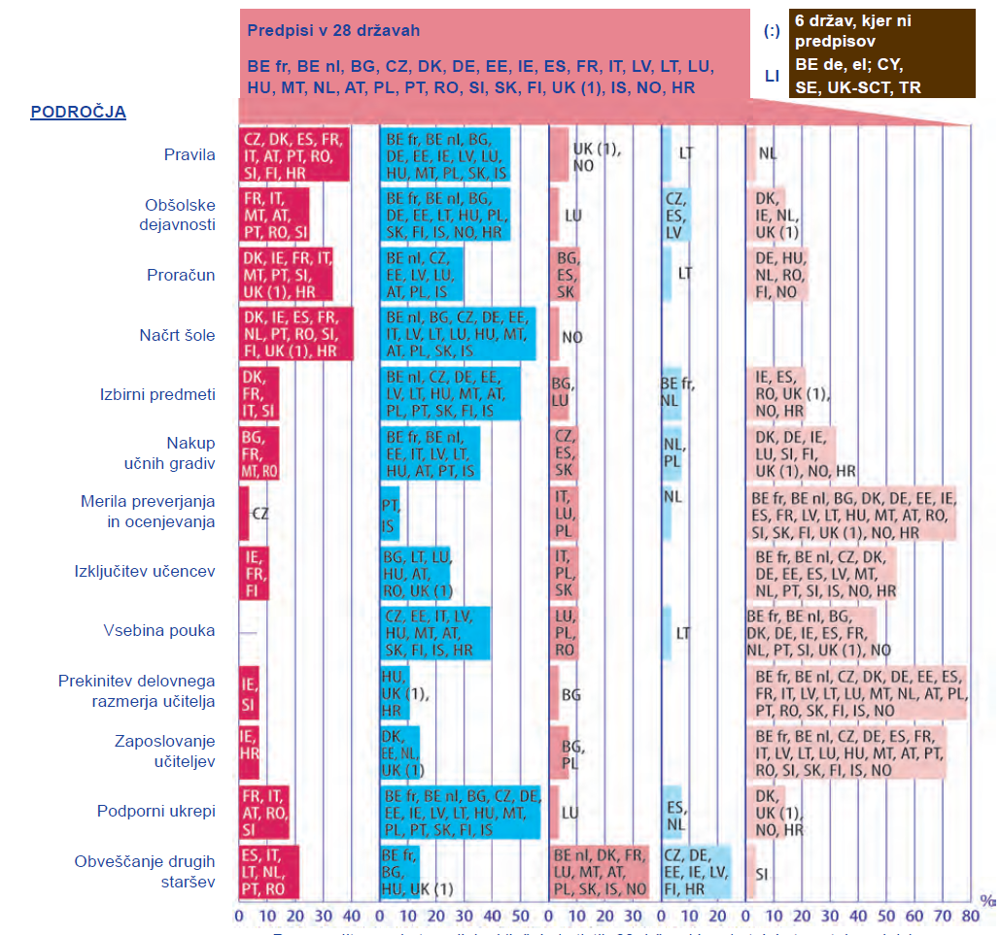 Predpisi v 28 državah
BE fr, BE nl, BG, CZ, DK, DE, EE, IE, ES, FR, IT, LV, LT, LU,
HU, MT, NL, AT, PL, PT, RO, SI, SK, FI, UK (1), IS, NO, HR
(:)
6 držav, kjer ni
predpisov
LI
BE de, el; CY,
SE, UK-SCT, TR
PODROČJA
Pravila
CZ, DK, ES, FR,
IT, AT, PT, RO,
SI, FI, HR
BE fr, BE nl, BG,
DE, EE, IE, LV, LU,
HU, MT, PL, SK, IS
UK (1),
NO
LT
NL
Obšolske
dejavnosti
FR, IT,
MT, AT,
PT, RO, SI
BE fr, BE nl, BG,
DE, EE, LT, HU, PL,
SK, FI, IS, NO, HR
LU
CZ,
ES,
LV
DK,
IE, NL,
UK (1)
Proračun
DK, IE, FR, IT,
MT, PT, SI,
UK (1), HR
BE nl, CZ,
EE, LV, LU,
AT, PL, IS
BG,
ES,
SK
LT
DE, HU,
NL, RO,
FI, NO
Načrt šole
DK, IE, ES, FR,
NL, PT, RO, SI,
FI, UK (1), HR
BE nl, BG, CZ, DE, EE,
IT, LV, LT, LU, HU, MT,
AT, PL, SK, IS
NO
Izbirni predmeti
DK,
FR,
IT, SI
BE nl, CZ, DE, EE,
LV, LT, HU, MT, AT,
PL, PT, SK, FI, IS
BG,
LU
BE fr,
NL
IE, ES,
RO, UK (1),
NO, HR
Nakup
učnih gradiv
BG,
FR,
MT, RO
BE fr, BE nl,
EE, IT, LV, LT,
HU, AT, PT, IS
CZ,
ES,
SK
NL,
PL
DK, DE, IE,
LU, SI, FI,
UK (1), NO, HR
Merila preverjanja
in ocenjevanja
CZ
PT,
IS
IT,
LU,
PL
NL
BE fr, BE nl, BG, DK, DE, EE, IE,
ES, FR, LV, LT, HU, MT, AT, RO,
SI, SK, FI, UK (1), NO, HR
Izključitev učencev
IE,
FR,
FI
BG, LT, LU,
HU, AT,
RO, UK (1)
IT,
PL,
SK
BE fr, BE nl, CZ, DK,
DE, EE, ES, LV, MT,
NL, PT, SI, IS, NO, HR
Vsebina pouka
CZ, EE, IT, LV,
HU, MT, AT,
SK, FI, IS, HR
LU,
PL,
RO
LT
BE fr, BE nl, BG,
DK, DE, IE, ES, FR,
NL, PT, SI, UK (1), NO
Prekinitev delovnega
razmerja učitelja
IE,
SI
HU,
UK (1),
HR
BG
BE fr, BE nl, CZ, DK, DE, EE, ES,
FR, IT, LV, LT, LU, MT, NL, AT, PL,
PT, RO, SK, FI, IS, NO
Zaposlovanje
učiteljev
IE,
HR
DK,
EE, NL,
UK (1)
BG,
PL
BE fr, BE nl, CZ, DE, ES, FR,
IT, LV, LT, LU, HU, MT, AT, PT,
RO, SI, SK, FI, IS, NO
Podporni ukrepi
FR, IT,
AT, RO,
SI
BE fr, BE nl, BG, CZ, DE,
EE, IE, LV, LT, HU, MT,
PL, PT, SK, FI, IS
LU
ES,
NL
DK,
UK (1),
NO, HR
Obveščanje drugih
staršev
ES, IT,
LT, NL,
PT, RO
BE fr,
BG,
HU, UK (1)
BE nl, DK, FR,
LU, MT, AT,
PL, SK, IS, NO
CZ, DE,
EE, IE, LV,
FI, HR
SI
0 10 20 30 40 0 10 20 30 40 50 0 10 20 30 0 10 20 0 10 20 30 40 50 60 70 80